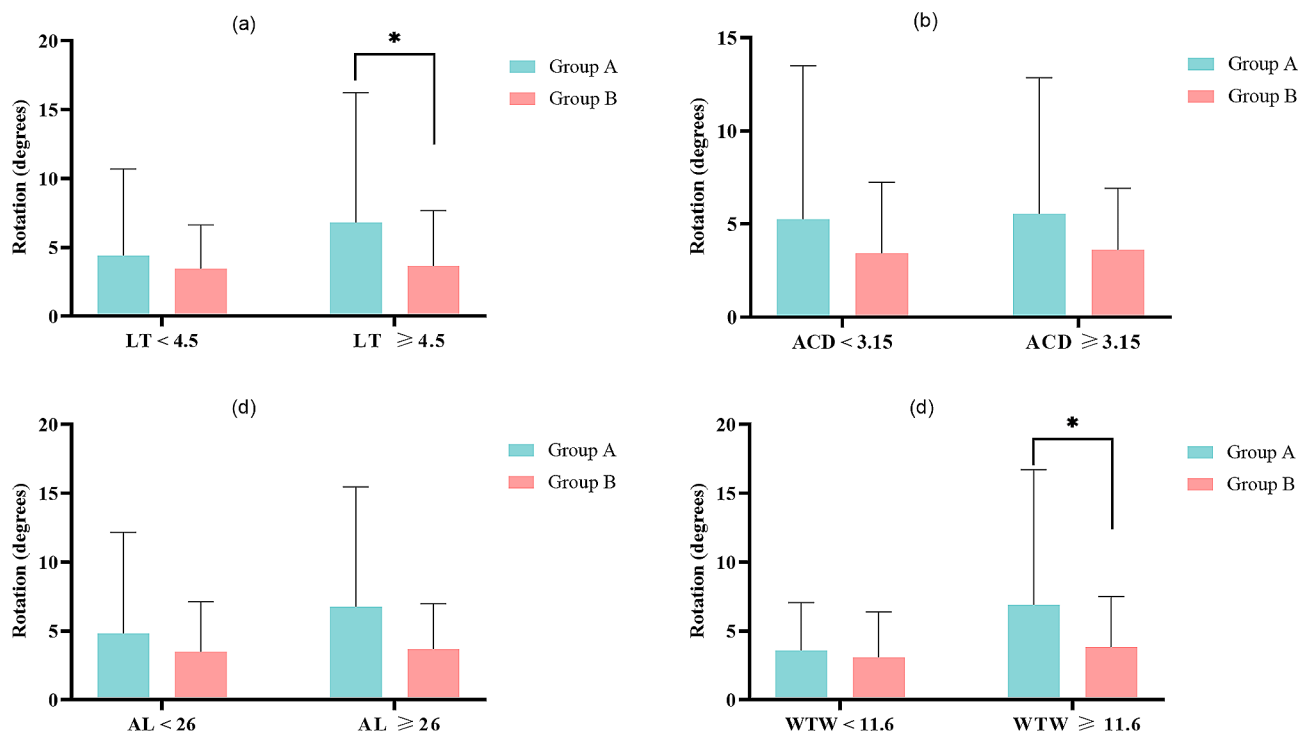 (a)
20
15
10
5
0
Rotation (degrees)
*
Group A
Group B
LT < 4.5
LT ≥ 4.5
(b)
15
10
5
0
Rotation (degrees)
Group A
Group B
ACD < 3.15
ACD ≥ 3.15
(d)
20
15
10
5
0
Rotation (degrees)
Group A
Group B
AL < 26
AL ≥ 26
(d)
20
15
10
5
0
Rotation (degrees)
*
Group A
Group B
WTW < 11.6
WTW ≥ 11.6